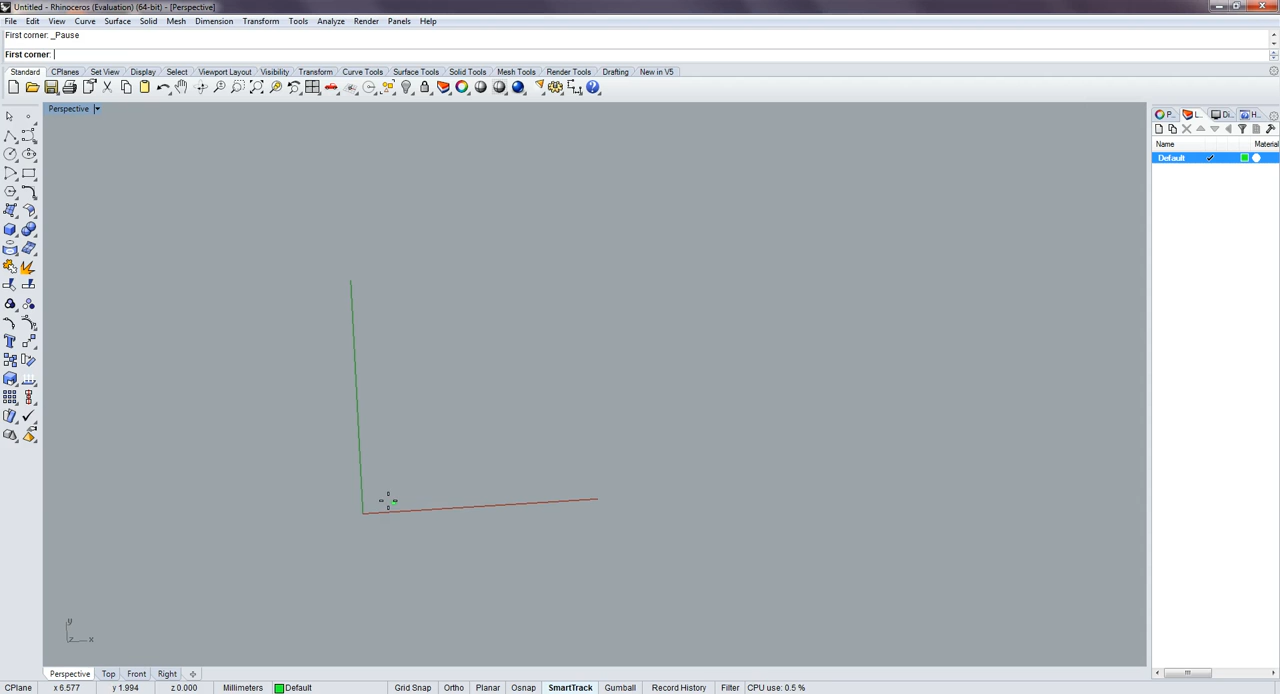 Untitled - Rhinoceros (Evaluation) (64-bit) - [Perspective]
File Edit View Curve Surface Solid Mesh Dimension Transform Tools Analyze Render Panels Help
First corner: _Pause
First corner:
Standard CPlanes Set View Display Select Viewport Layout Visibility Transform Curve Tools Surface Tools Solid Tools Mesh Tools Render Tools Drafting New in V5
Perspective
P... L... Di... H...
Name Material
Default
y
z x
Perspective Top Front Right
CPlane x 6.577 y 1.994 z 0.000 Millimeters Default Grid Snap Ortho Planar Osnap SmartTrack Gumball Record History Filter CPU use: 0.5 %